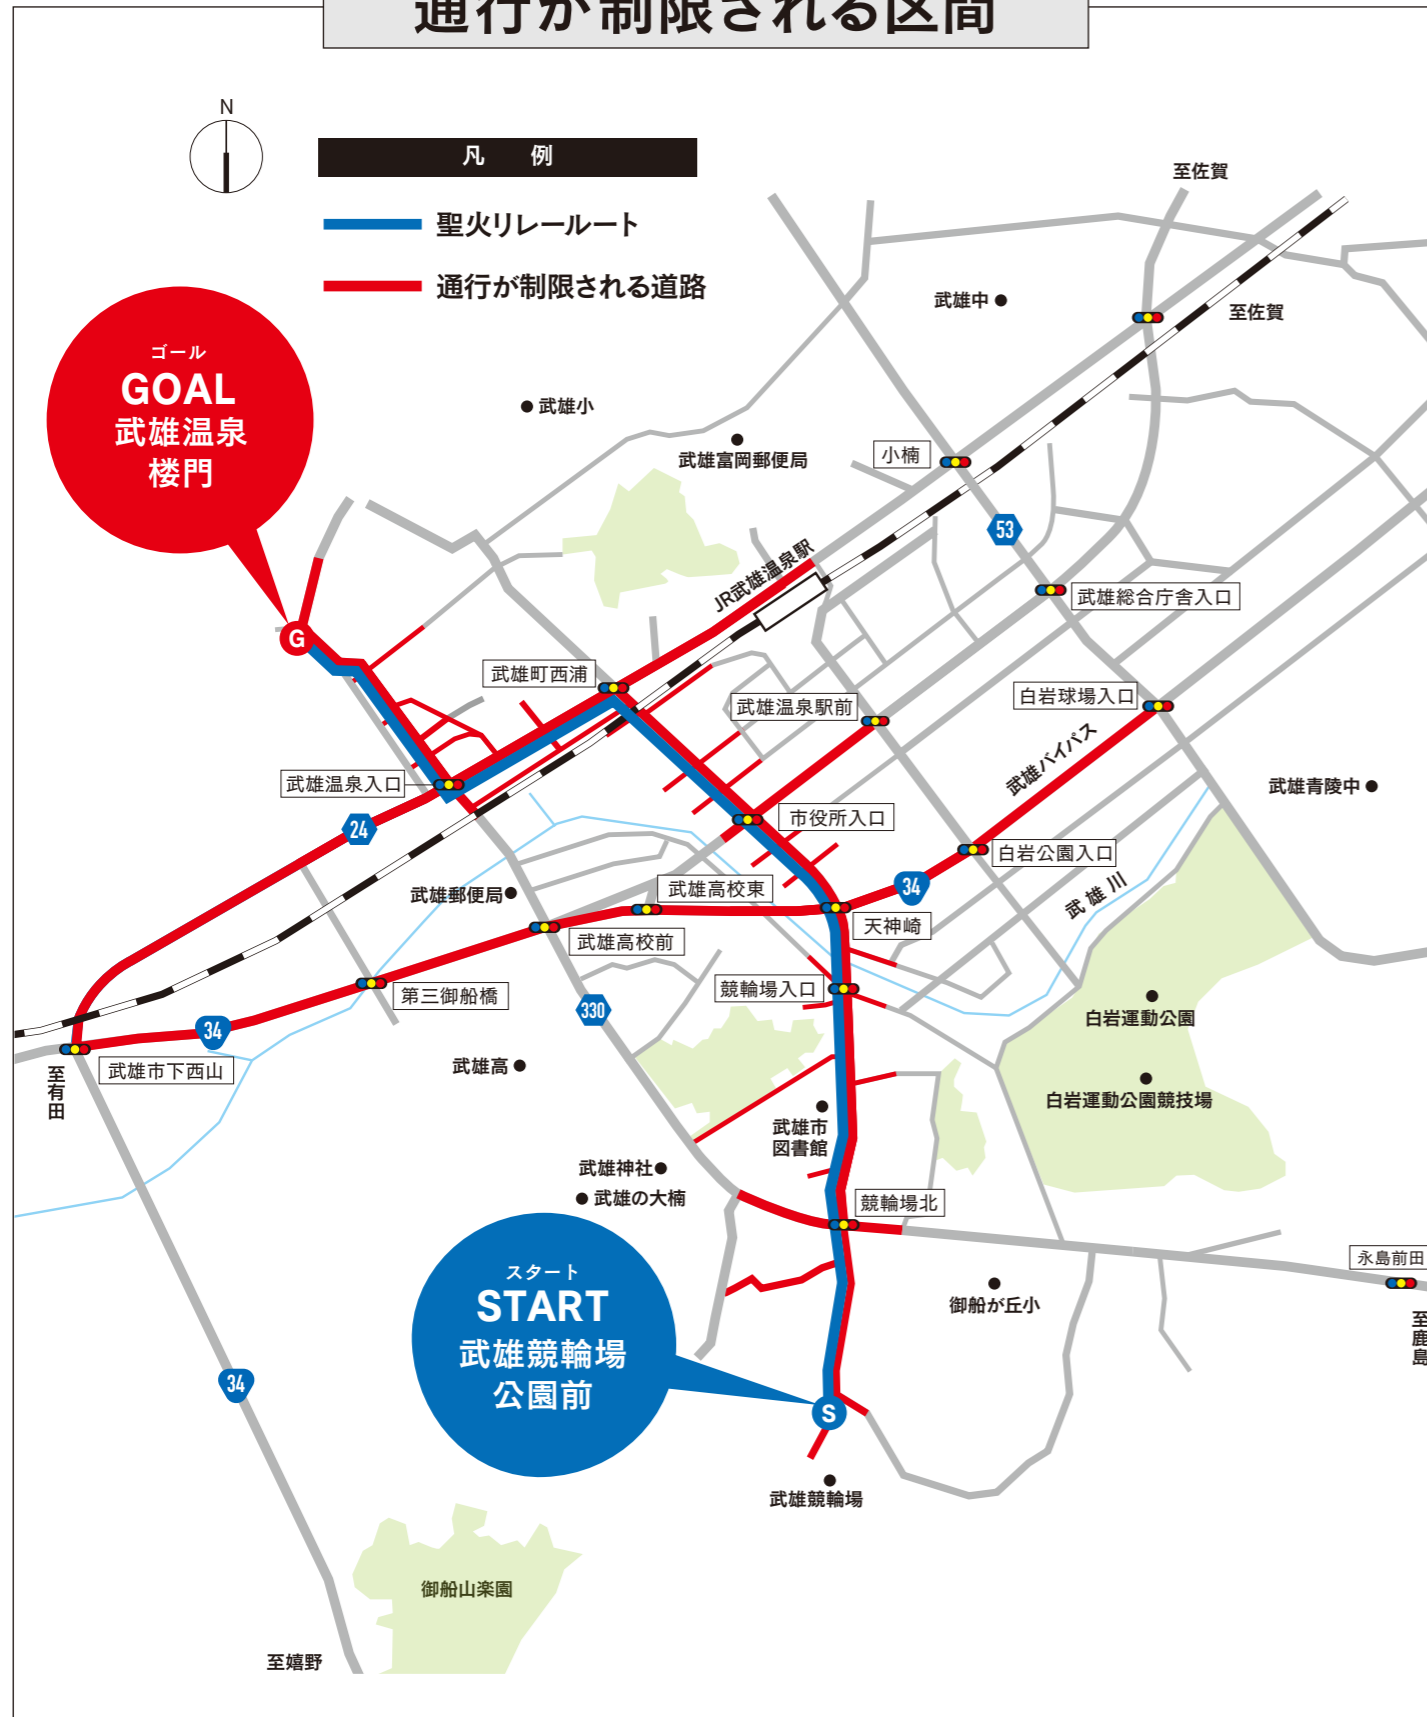 通行が制限される区間
N
凡 例
聖火リレールート
通行が制限される道路
至佐賀
至佐賀
武雄中
ゴール
GOAL
武雄温泉
楼門
武雄小
武雄富岡郵便局
小楠
53
JR武雄温泉駅
武雄総合庁舎入口
G
武雄町西浦
武雄温泉駅前
白岩球場入口
武雄バイパス
武雄温泉入口
武雄青陵中
24
市役所入口
白岩公園入口
34
武雄郵便局
武雄高校東
武雄川
天神崎
武雄高校前
競輪場入口
第三御船橋
330
白岩運動公園
34
武雄市下西山
至有田
武雄高
白岩運動公園競技場
武雄市
図書館
武雄神社
武雄の大楠
競輪場北
永島前田
スタート
START
武雄競輪場
公園前
御船が丘小
至鹿島
34
S
武雄競輪場
御船山楽園
至嬉野